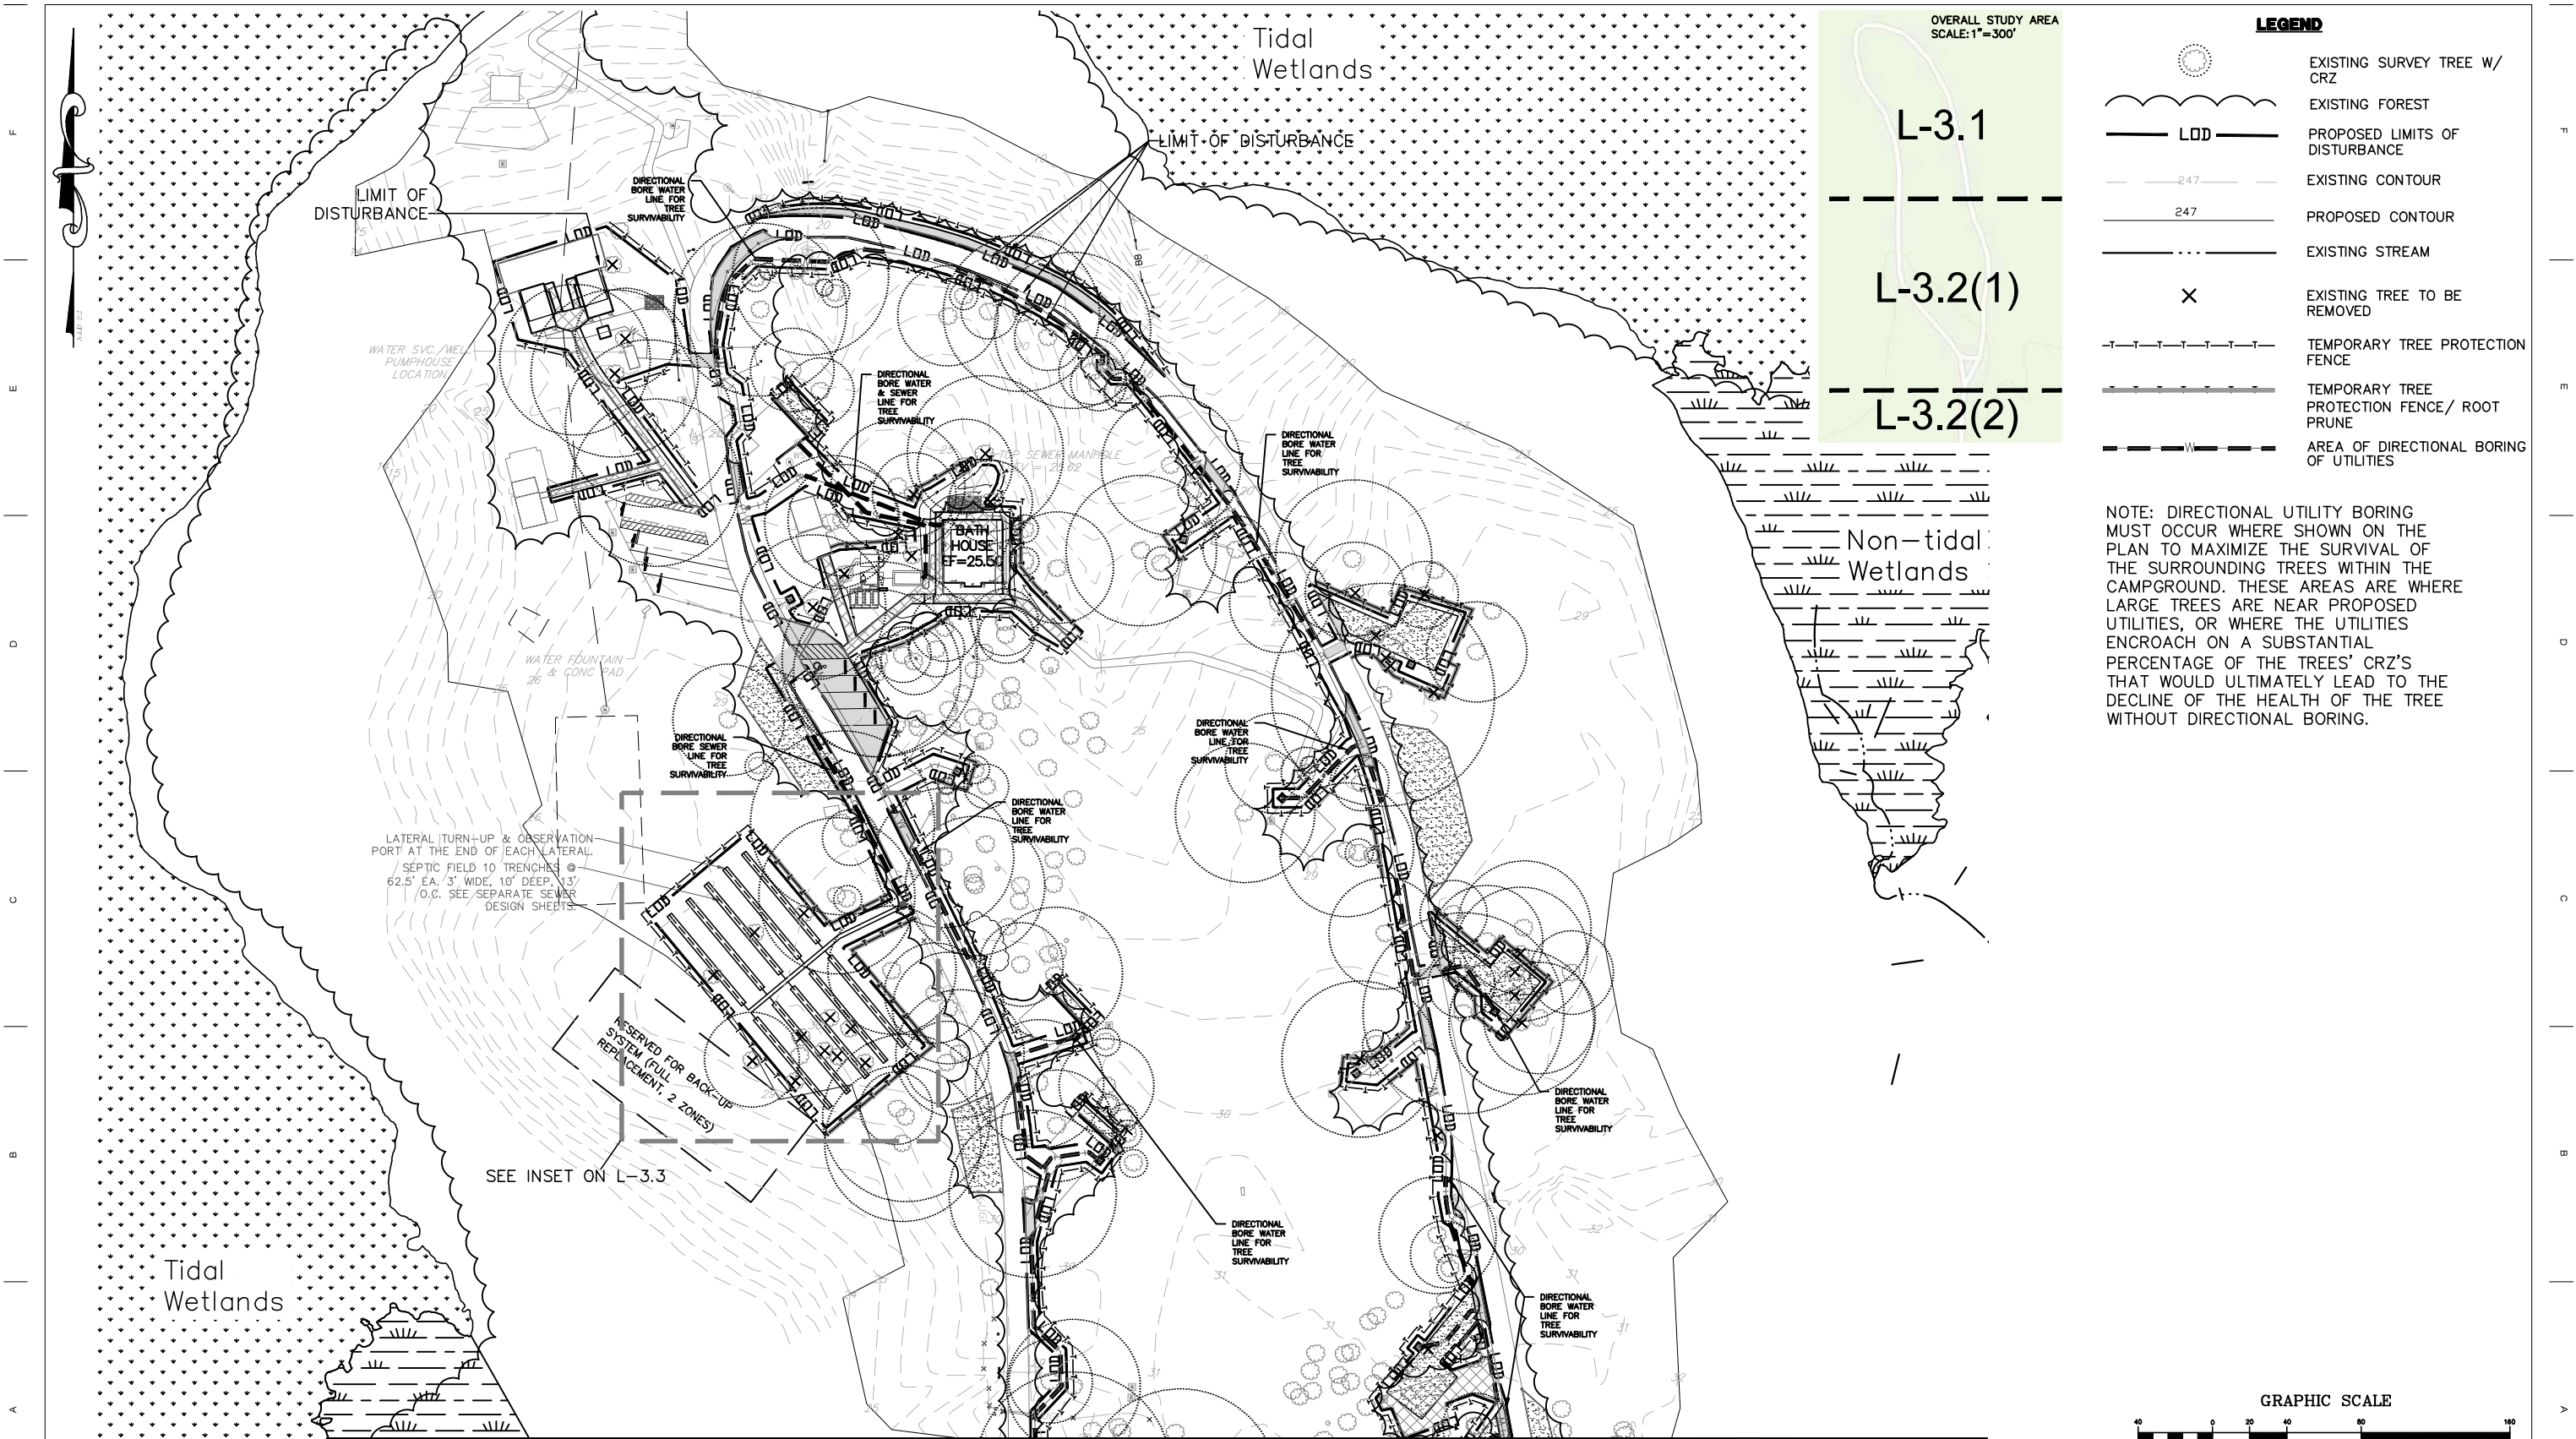 Tidal
Wetlands
OVERALL STUDY AREA
SCALE:1"=300'
L-3.1
L-3.2(1)
L-3.2(2)
LEGEND
EXISTING SURVEY TREE W/
CRZ
EXISTING FOREST
LOD
PROPOSED LIMITS OF
DISTURBANCE
247
EXISTING CONTOUR
247
PROPOSED CONTOUR
EXISTING STREAM
EXISTING TREE TO BE
REMOVED
TEMPORARY TREE PROTECTION
FENCE
TEMPORARY TREE
PROTECTION FENCE/ ROOT
PRUNE
W
AREA OF DIRECTIONAL BORING
OF UTILITIES
NOTE: DIRECTIONAL UTILITY BORING
MUST OCCUR WHERE SHOWN ON THE
PLAN TO MAXIMIZE THE SURVIVAL OF
THE SURROUNDING TREES WITHIN THE
CAMPGROUND. THESE AREAS ARE WHERE
LARGE TREES ARE NEAR PROPOSED
UTILITIES, OR WHERE THE UTILITIES
ENCROACH ON A SUBSTANTIAL
PERCENTAGE OF THE TREES' CRZ'S
THAT WOULD ULTIMATELY LEAD TO THE
DECLINE OF THE HEALTH OF THE TREE
WITHOUT DIRECTIONAL BORING.
LIMIT OF DISTURBANCE
LIMIT OF
DISTURBANCE
DIRECTIONAL
BORE WATER
LINE FOR
TREE
SURVIVABILITY
WATER SVC./WELL
PUMPHOUSE
LOCATION
DIRECTIONAL
BORE WATER
& SEWER
LINE FOR
TREE
SURVIVABILITY
DIRECTIONAL
BORE WATER
LINE FOR
TREE
SURVIVABILITY
BATH
HOUSE
FF=25.50
Non-tidal
Wetlands
WATER FOUNTAIN
& CONC PAD
DIRECTIONAL
BORE SEWER
LINE FOR
TREE
SURVIVABILITY
DIRECTIONAL
BORE WATER
LINE FOR
TREE
SURVIVABILITY
DIRECTIONAL
BORE WATER
LINE FOR
TREE
SURVIVABILITY
LATERAL TURN-UP & OBSERVATION
PORT AT THE END OF EACH LATERAL.
SEPTIC FIELD 10 TRENCHES @
62.5' EA. 3' WIDE, 10' DEEP, 13'
O.C. SEE SEPARATE SEWER
DESIGN SHEETS.
RESERVED FOR BACK-UP
SYSTEM (FULL
REPLACEMENT, 2 ZONES)
SEE INSET ON L-3.3
DIRECTIONAL
BORE WATER
LINE FOR
TREE
SURVIVABILITY
DIRECTIONAL
BORE WATER
LINE FOR
TREE
SURVIVABILITY
DIRECTIONAL
BORE WATER
LINE FOR
TREE
SURVIVABILITY
Tidal
Wetlands
GRAPHIC SCALE
40 0 20 40 80 160